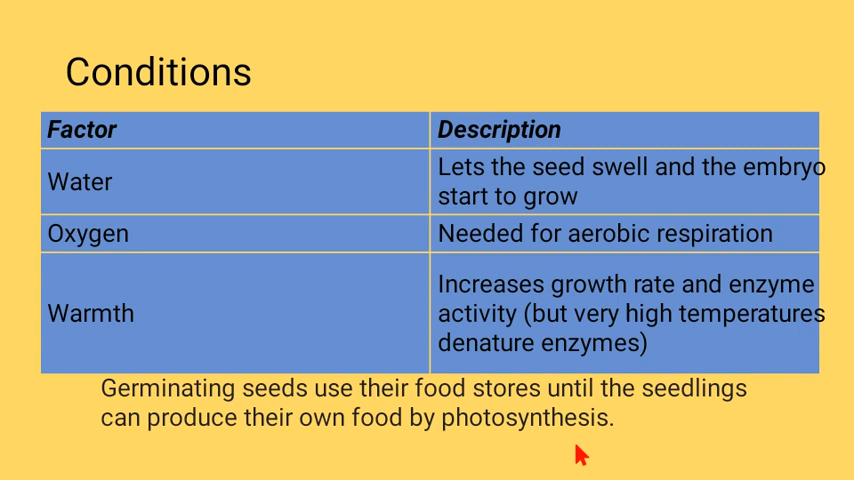 Conditions
Factor
Description
Water
Lets the seed swell and the embryo
start to grow
Oxygen
Needed for aerobic respiration
Warmth
Increases growth rate and enzyme
activity (but very high temperatures
denature enzymes)
Germinating seeds use their food stores until the seedlings
can produce their own food by photosynthesis.